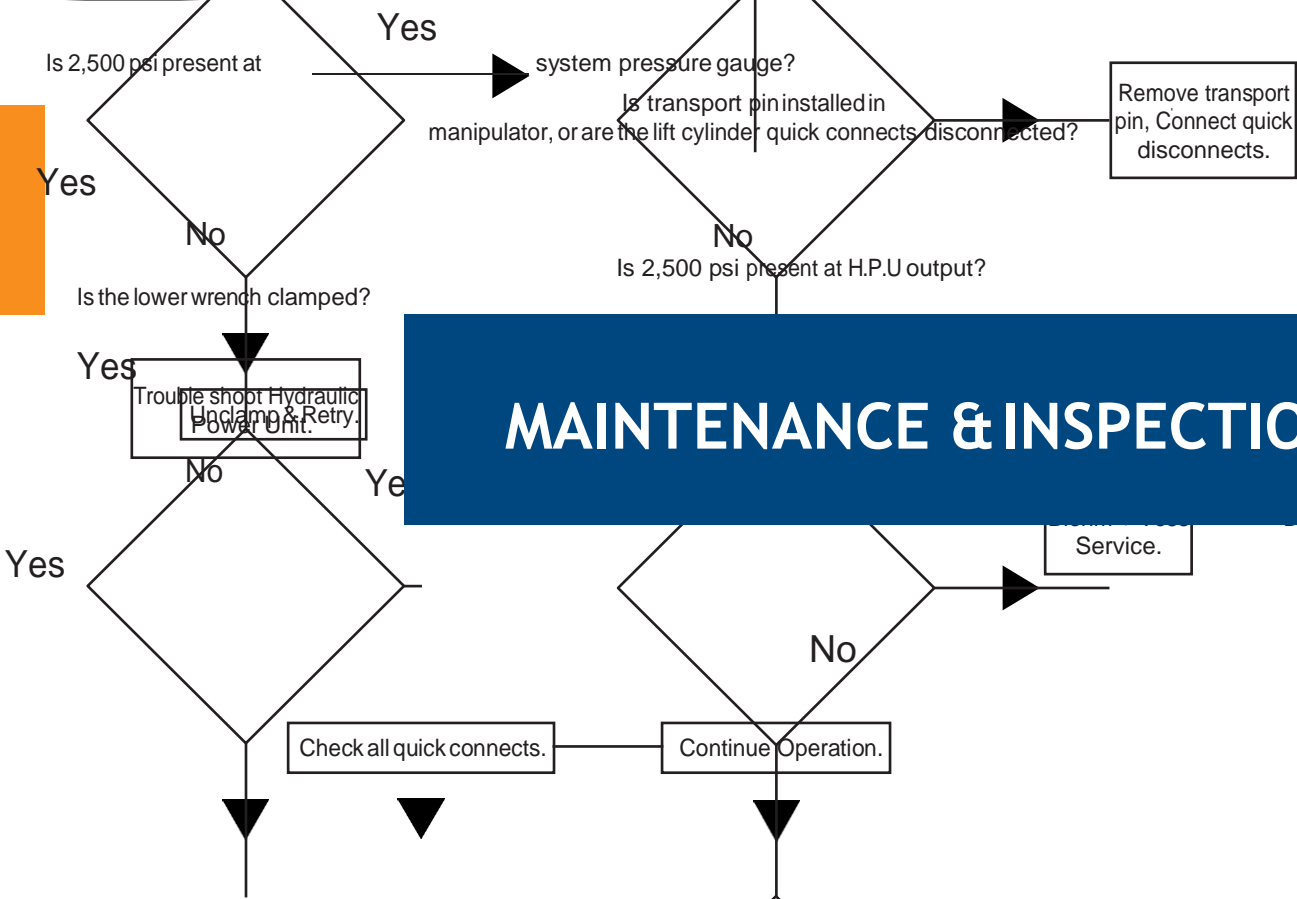 Yes
Is 2,500 psi present at
system pressure gauge?
Is transport pin installed in
manipulator, or are the lift cylinder quick connects disconnected?
Remove transport
pin, Connect quick
disconnects.
Yes
No
No
Is 2,500 psi present at H.P.U output?
Is the lower wrench clamped?
Yes
Trouble shoot Hydraulic
Power Unit.
Unclamp & Retry.
MAINTENANCE & INSPECTIO
No
Ye
Service.
Yes
No
Check all quick connects.
Continue Operation.